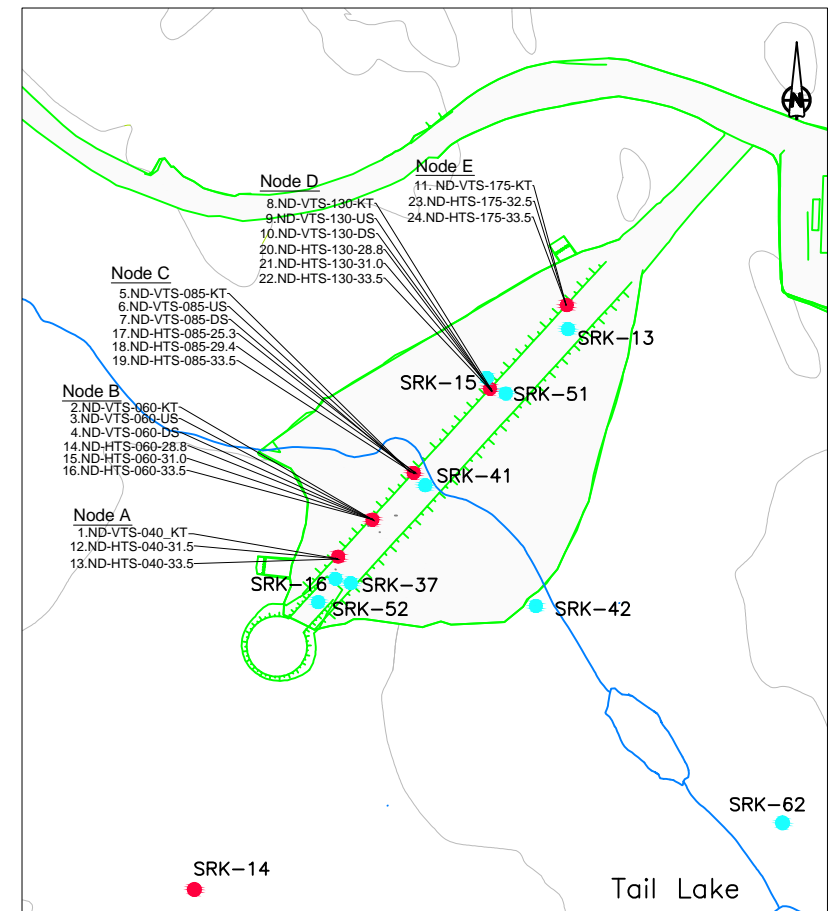 N
Node E
11. ND-VTS-175-KT
23.ND-HTS-175-32.5
24.ND-HTS-175-33.5
Node D
8.ND-VTS-130-KT
9.ND-VTS-130-US
10.ND-VTS-130-DS
20.ND-HTS-130-28.8
21.ND-HTS-130-31.0
22.ND-HTS-130-33.5
Node C
5.ND-VTS-085-KT
6.ND-VTS-085-US
7.ND-VTS-085-DS
17.ND-HTS-085-25.3
18.ND-HTS-085-29.4
19.ND-HTS-085-33.5
Node B
2.ND-VTS-060-KT
3.ND-VTS-060-US
4.ND-VTS-060-DS
14.ND-HTS-060-28.8
15.ND-HTS-060-31.0
16.ND-HTS-060-33.5
Node A
1.ND-VTS-040_KT
12.ND-HTS-040-31.5
13.ND-HTS-040-33.5
SRK-13
SRK-15
SRK-51
SRK-41
SRK-16
SRK-37
SRK-52
SRK-42
SRK-62
SRK-14
Tail Lake